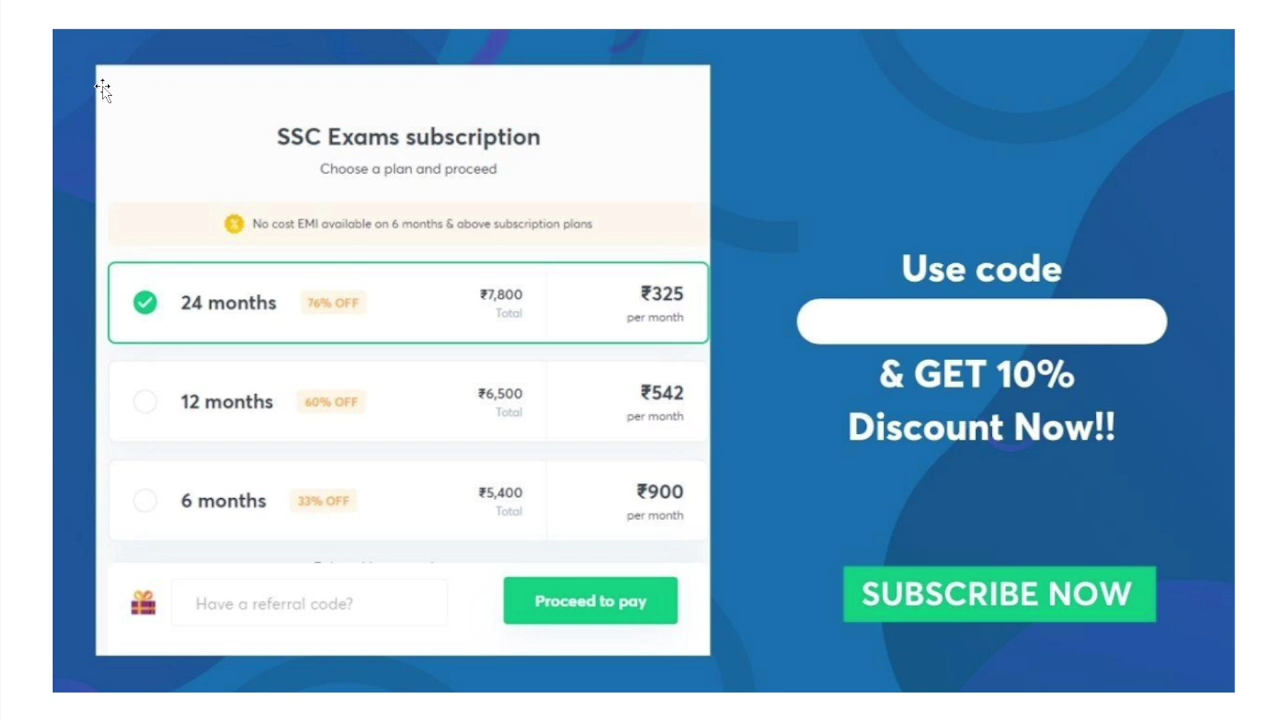 SSC Exams subscription
Choose a plan and proceed
No cost EMI available on 6 months & above subscription plans
24 months 76% OFF ₹7,800 Total ₹325 per month
12 months 60% OFF ₹6,500 Total ₹542 per month
6 months 33% OFF ₹5,400 Total ₹900 per month
Have a referral code? Proceed to pay
Use code
& GET 10%
Discount Now!!
SUBSCRIBE NOW